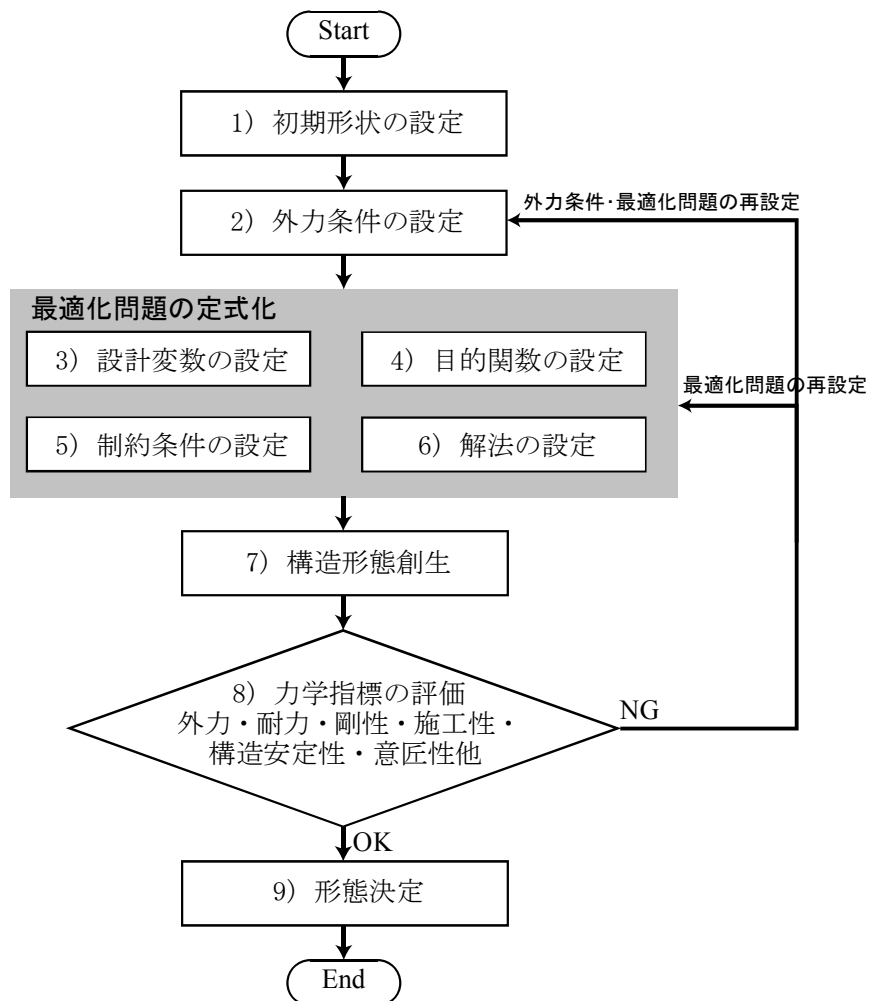 Start
1) 初期形状の設定
外力条件・最適化問題の再設定
2) 外力条件の設定
最適化問題の定式化
3) 設計変数の設定
4) 目的関数の設定
最適化問題の再設定
5) 制約条件の設定
6) 解法の設定
7) 構造形態創生
8) 力学指標の評価
外力・耐力・剛性・施工性・
構造安定性・意匠性他
NG
OK
9) 形態決定
End